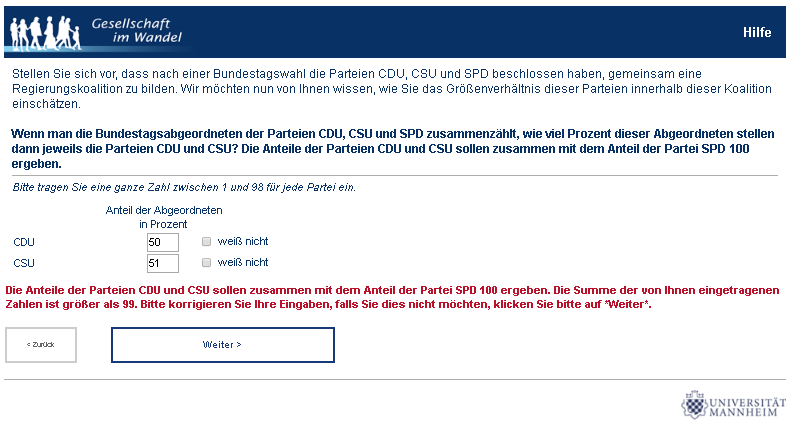 Gesellschaft
im Wandel
Hilfe
Stellen Sie sich vor, dass nach einer Bundestagswahl die Parteien CDU, CSU und SPD beschlossen haben, gemeinsam eine
Regierungskoalition zu bilden. Wir möchten nun von Ihnen wissen, wie Sie das Größenverhältnis dieser Parteien innerhalb dieser Koalition
einschätzen.
Wenn man die Bundestagsabgeordneten der Parteien CDU, CSU und SPD zusammenzählt, wie viel Prozent dieser Abgeordneten stellen
dann jeweils die Parteien CDU und CSU? Die Anteile der Parteien CDU und CSU sollen zusammen mit dem Anteil der Partei SPD 100
ergeben.
Bitte tragen Sie eine ganze Zahl zwischen 1 und 98 für jede Partei ein.
Anteil der Abgeordneten
in Prozent
CDU 50 weiß nicht
CSU 51 weiß nicht
Die Anteile der Parteien CDU und CSU sollen zusammen mit dem Anteil der Partei SPD 100 ergeben. Die Summe der von Ihnen eingetragenen
Zahlen ist größer als 99. Bitte korrigieren Sie Ihre Eingaben, falls Sie dies nicht möchten, klicken Sie bitte auf *Weiter*.
< Zurück
Weiter >
UNIVERSITÄT
MANNHEIM